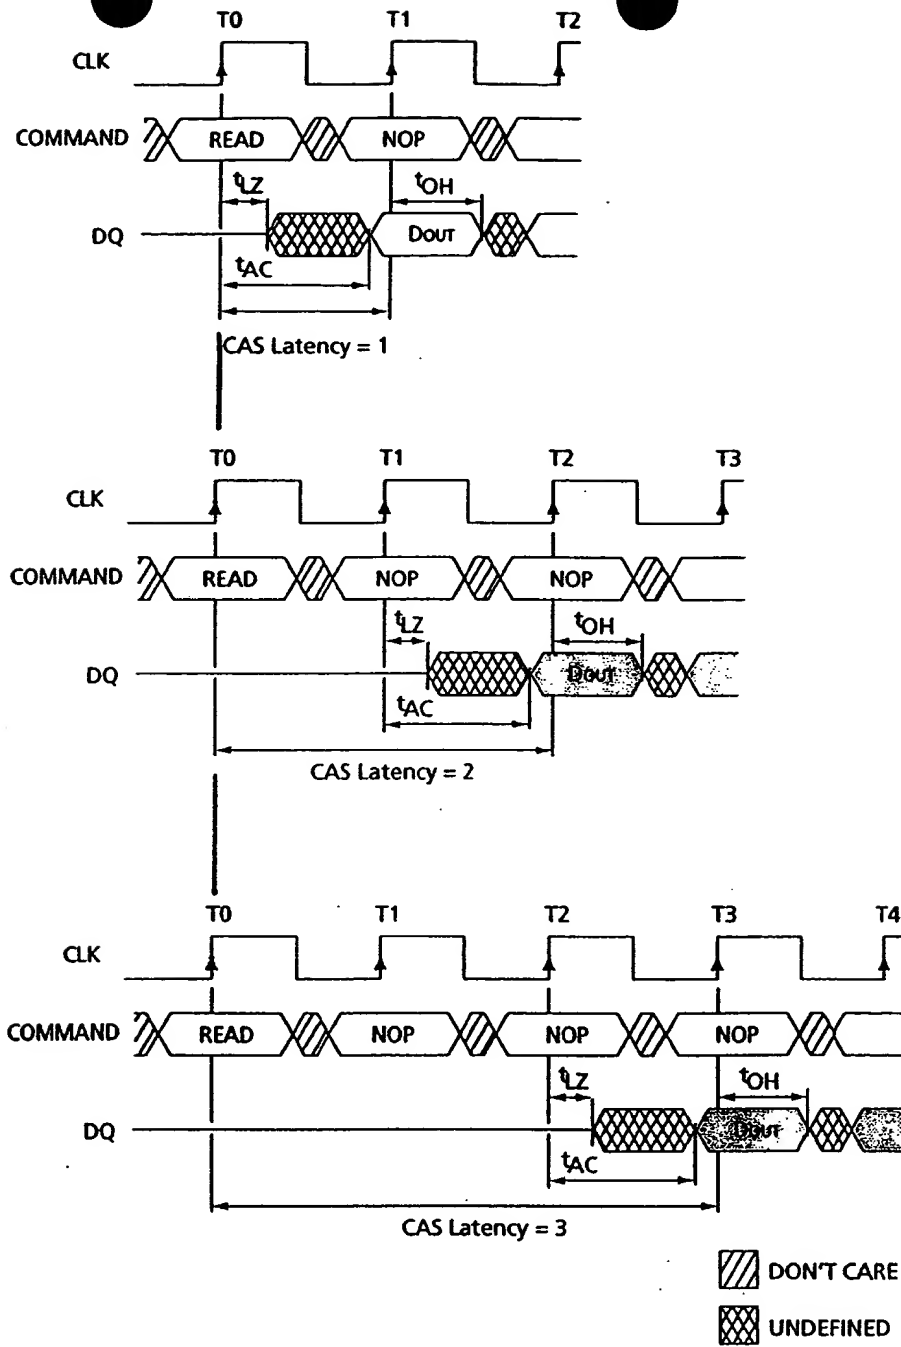 T0 T1 T2
CLK
COMMAND READ NOP
tLZ tOH
DQ DOUT
tAC
CAS Latency = 1
T0 T1 T2 T3
CLK
COMMAND READ NOP NOP
tLZ tOH
DQ DOUT
tAC
CAS Latency = 2
T0 T1 T2 T3 T4
CLK
COMMAND READ NOP NOP NOP
tLZ tOH
DQ DOUT
tAC
CAS Latency = 3
DON'T CARE
UNDEFINED